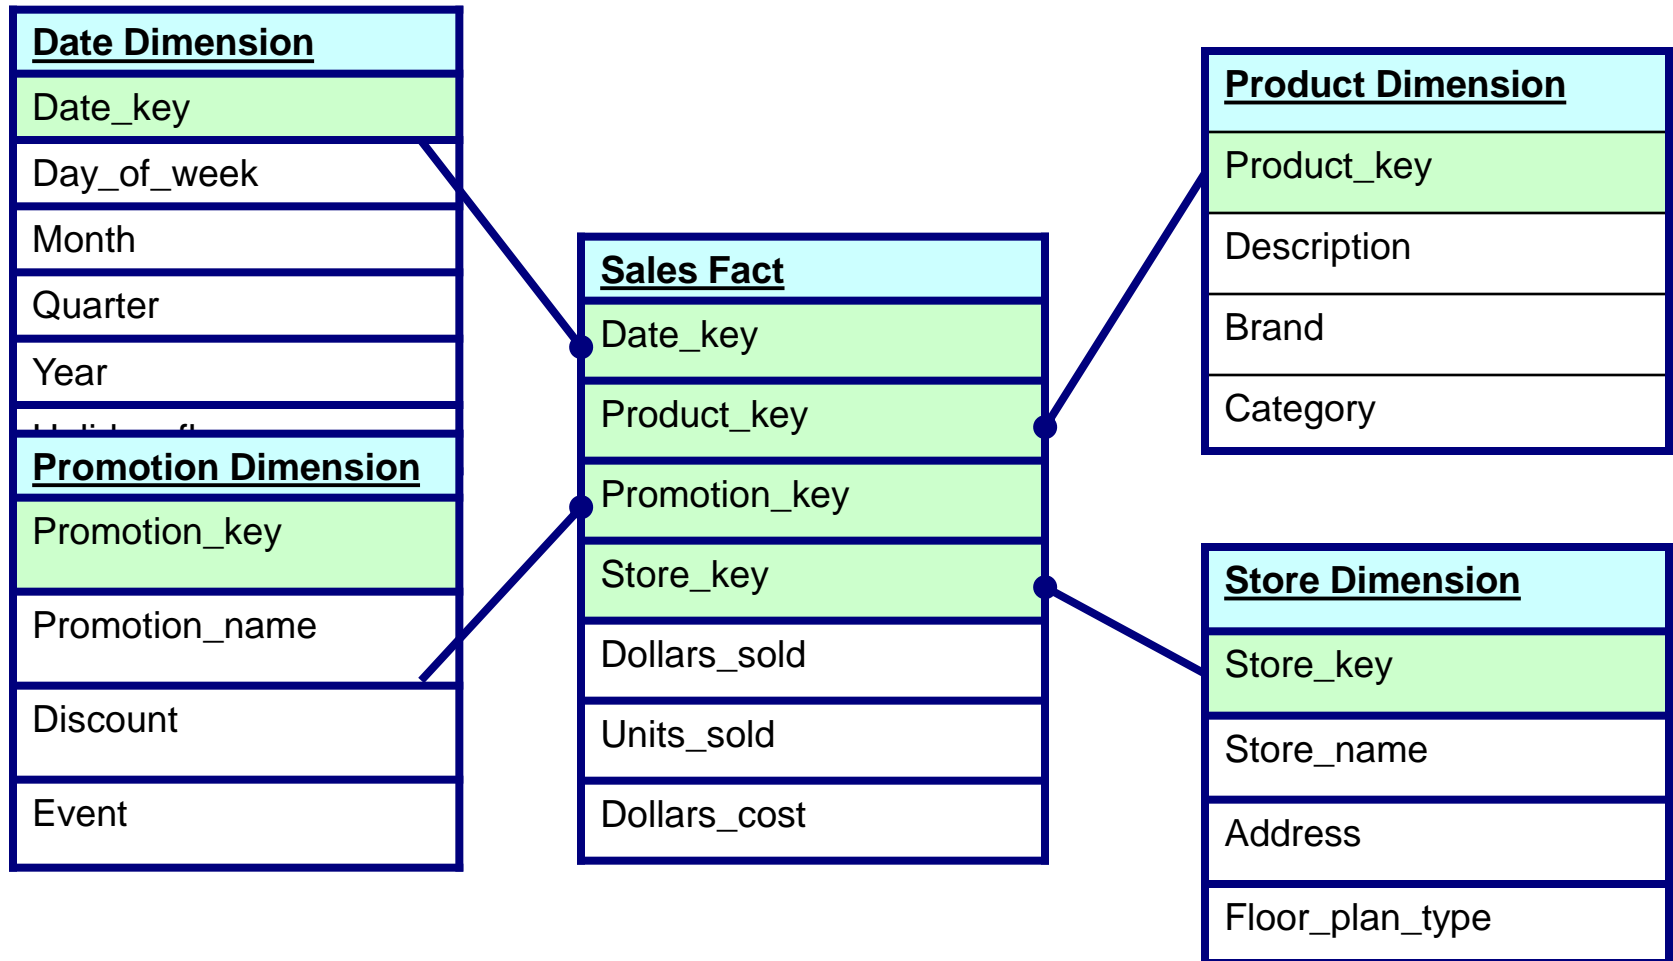 Date Dimension
Date_key
Day_of_week
Month
Quarter
Year
Promotion Dimension
Promotion_key
Promotion_name
Discount
Event
Sales Fact
Date_key
Product_key
Promotion_key
Store_key
Dollars_sold
Units_sold
Dollars_cost
Product Dimension
Product_key
Description
Brand
Category
Store Dimension
Store_key
Store_name
Address
Floor_plan_type